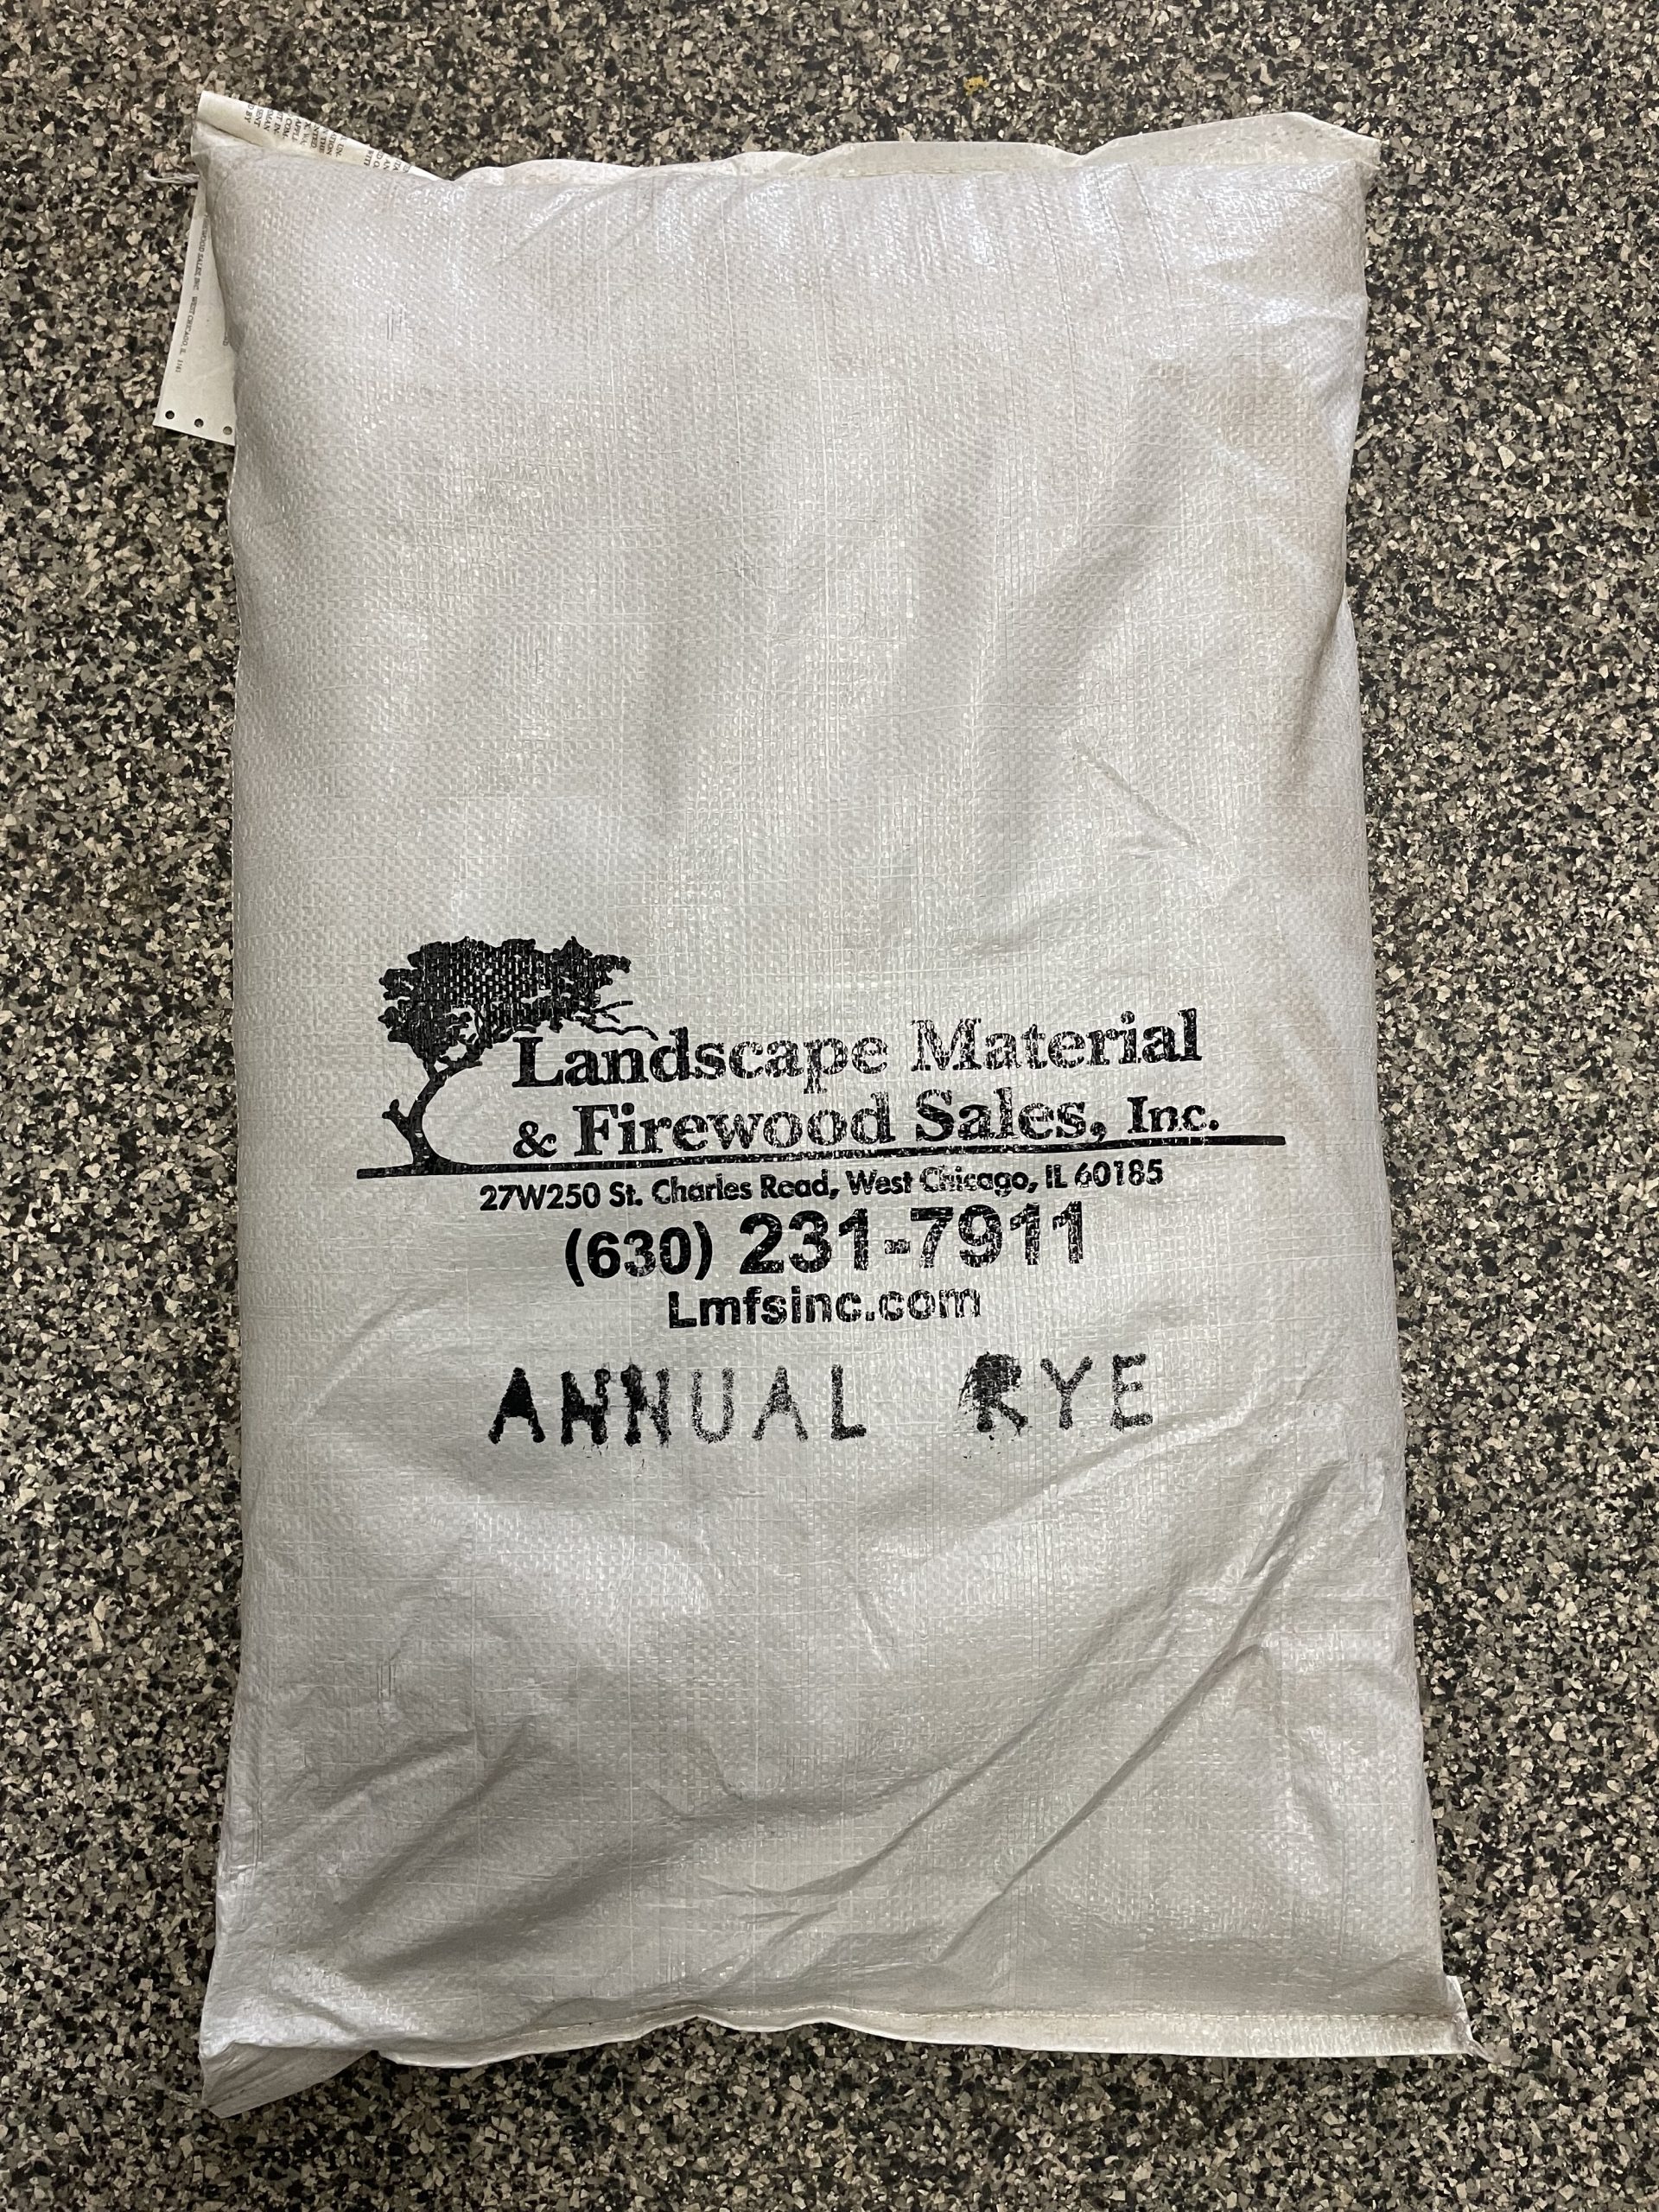 Landscape Material
& Firewood Sales, Inc.
27W250 St. Charles Road, West Chicago, IL 60185
(630) 231-7911
Lmfsinc.com
ANNUAL RYE